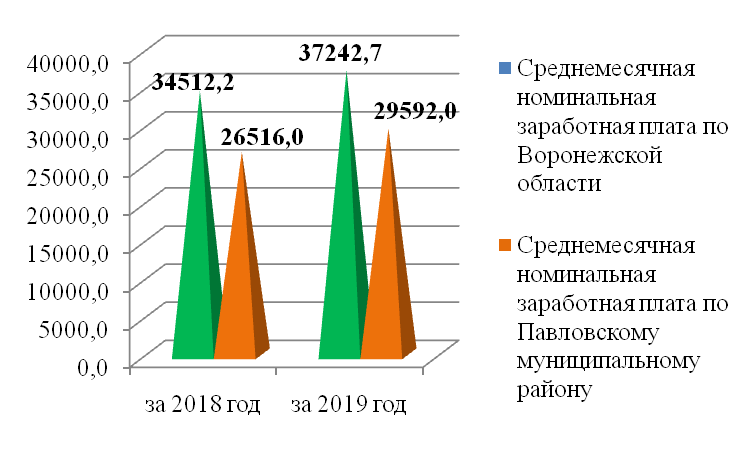 40000,0
35000,0
30000,0
25000,0
20000,0
15000,0
10000,0
5000,0
0,0
34512,2
26516,0
37242,7
29592,0
за 2018 год
за 2019 год
Среднемесячная
номинальная
заработная плата по
Воронежской
области
Среднемесячная
номинальная
заработная плата по
Павловскому
муниципальному
району